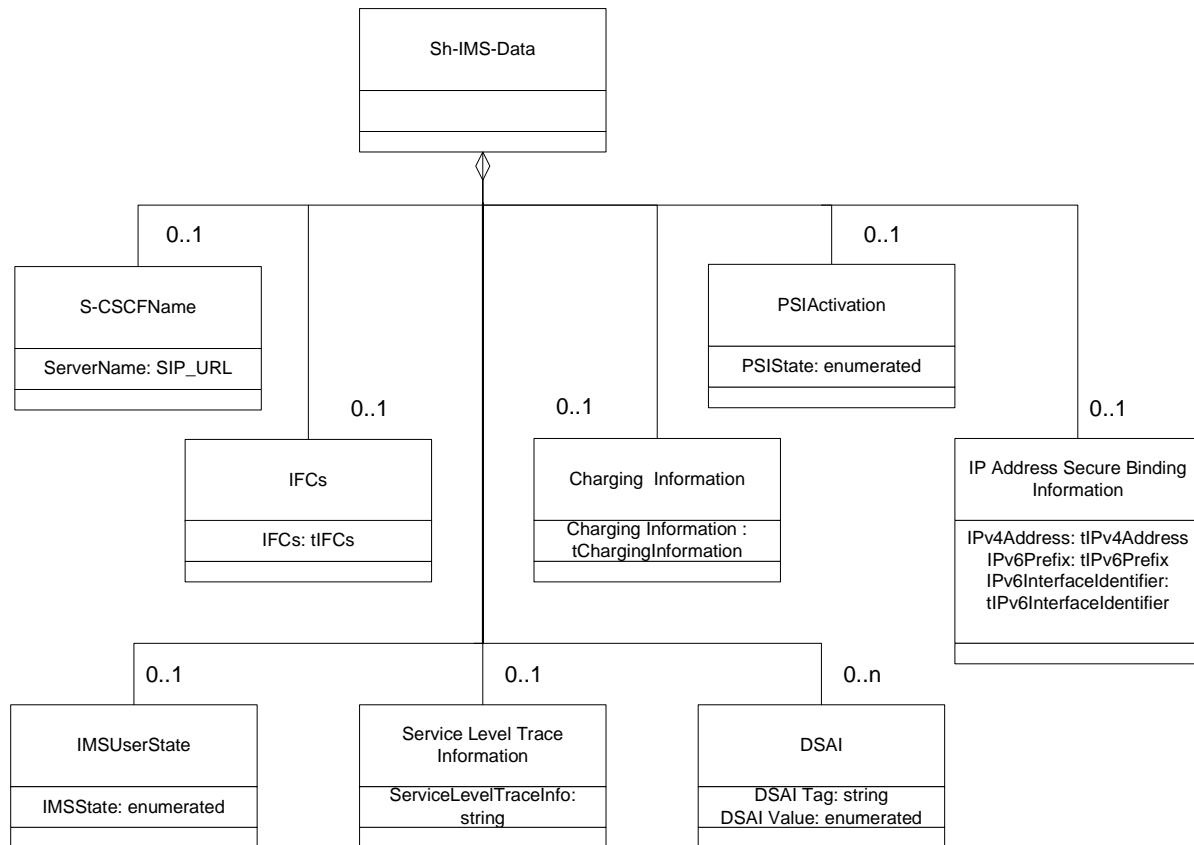 Sh-IMS-Data
0..1
0..1
S-CSCFName
ServerName: SIP_URL
PSIActivation
PSIState: enumerated
0..1
0..1
0..1
IFCs
IFCs: tIFCs
Charging  Information
Charging Information :
tChargingInformation
IP Address Secure Binding
Information
IPv4Address: tIPv4Address
IPv6Prefix: tIPv6Prefix
IPv6InterfaceIdentifier:
tIPv6InterfaceIdentifier
0..1
0..1
0..n
IMSUserState
IMSState: enumerated
Service Level Trace
Information
ServiceLevelTraceInfo:
string
DSAI
DSAI Tag: string
DSAI Value: enumerated